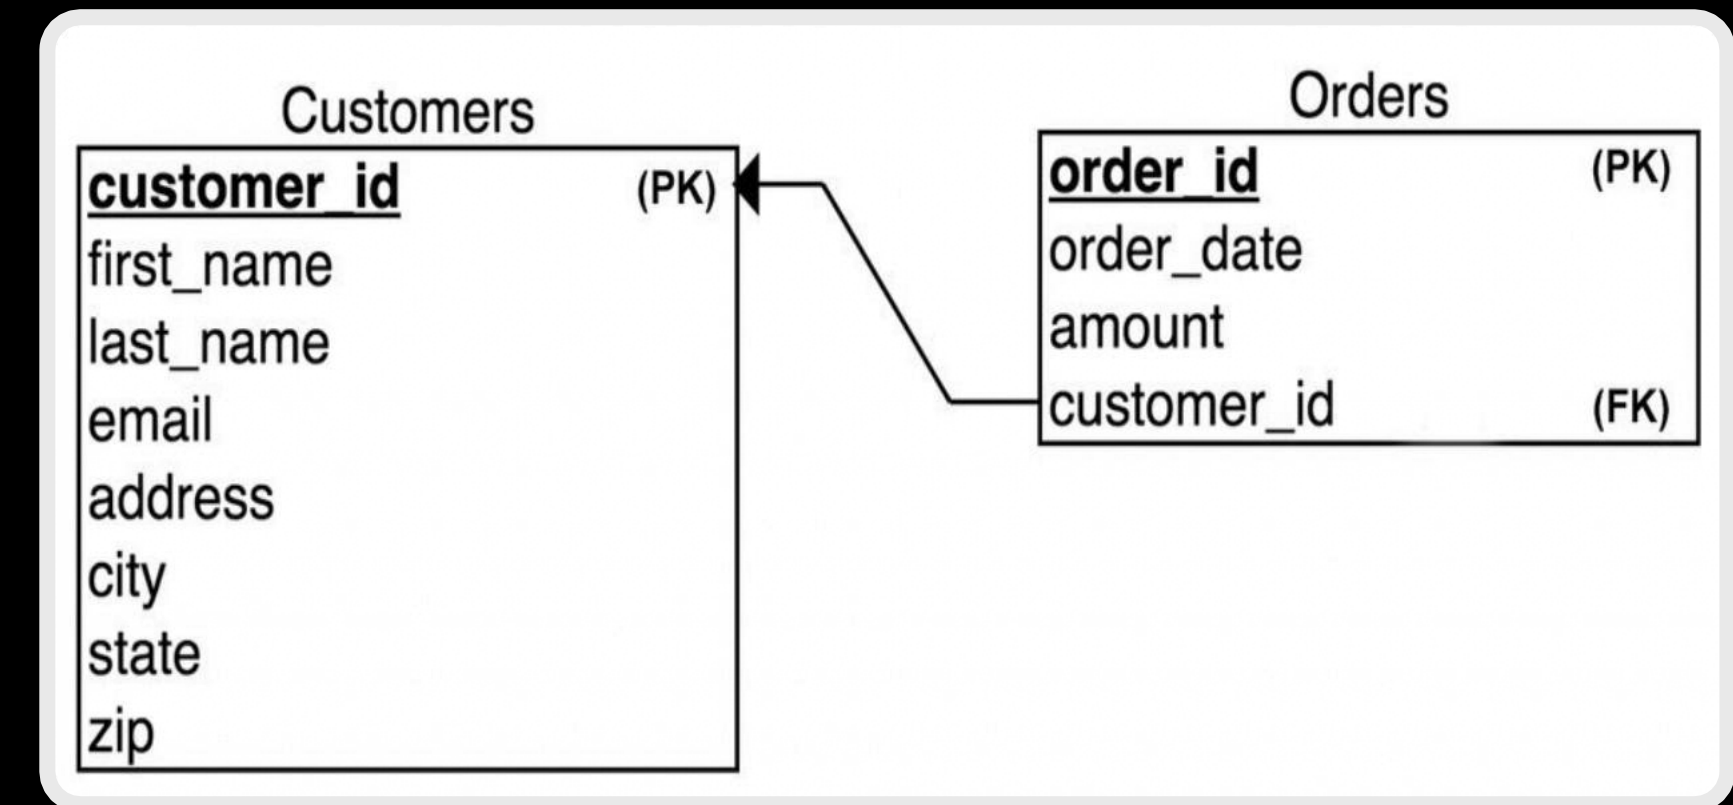 Customers
customer_id (PK)
first_name
last_name
email
address
city
state
zip
Orders
order_id (PK)
order_date
amount
customer_id (FK)